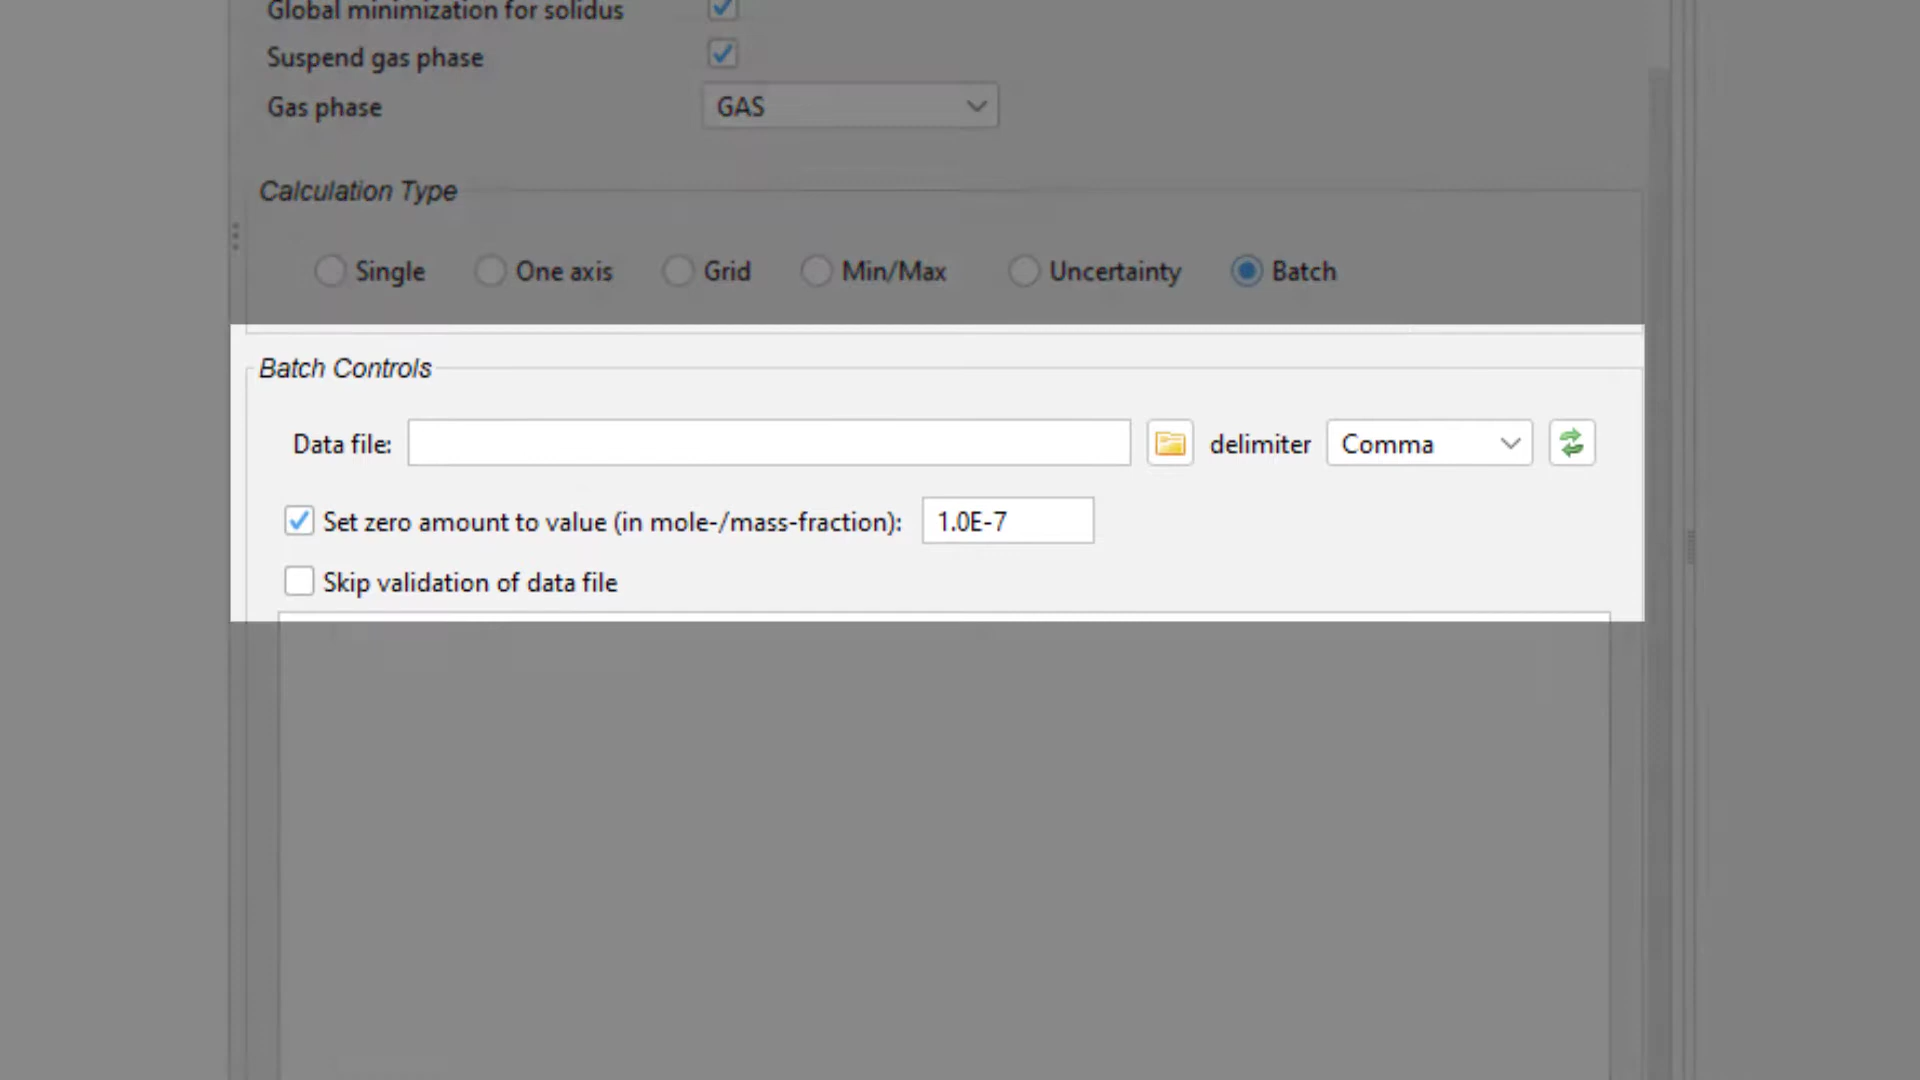 Global minimization for solidus
Suspend gas phase
Gas phase GAS
Calculation Type
Single One axis Grid Min/Max Uncertainty Batch
Batch Controls
Data file: delimiter Comma
Set zero amount to value (in mole-/mass-fraction): 1.0E-7
Skip validation of data file